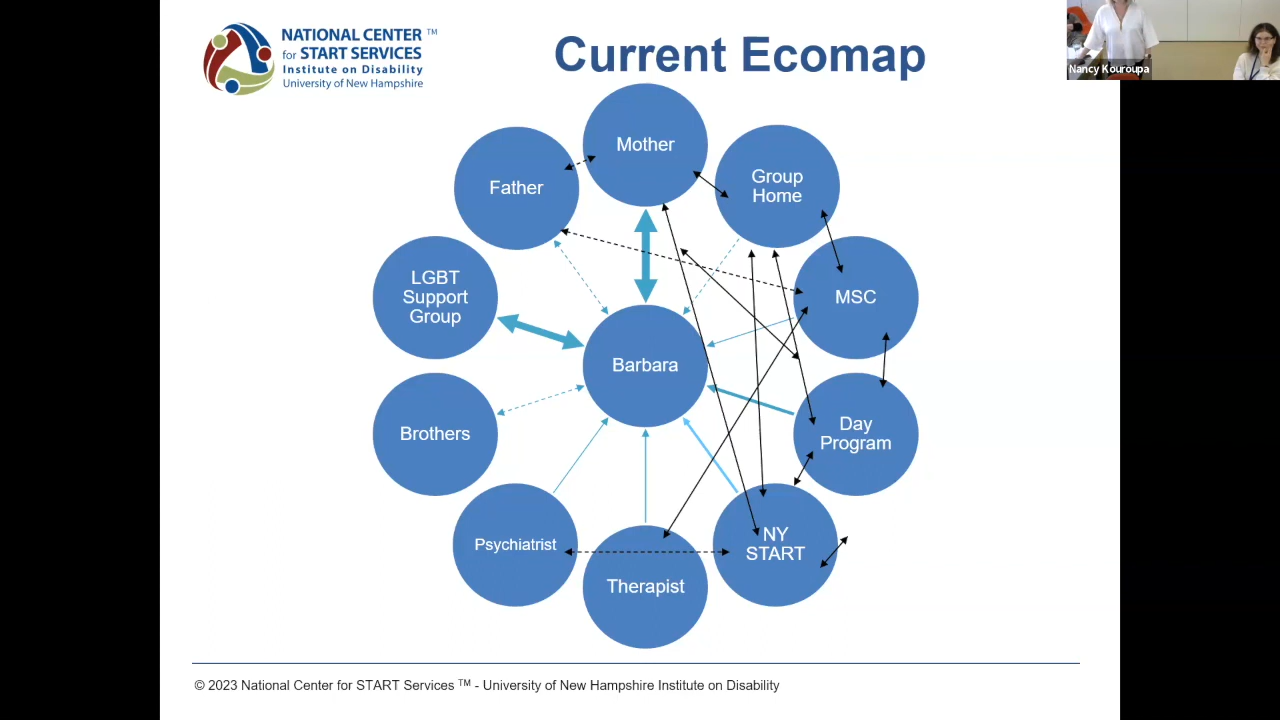 NATIONAL CENTER TM
for START SERVICES
Institute on Disability
University of New Hampshire
Current Ecomap
Nancy Kouroupa
Mother
Father
Group
Home
LGBT
Support
Group
MSC
Barbara
Brothers
Day
Program
Psychiatrist
Therapist
NY
START
© 2023 National Center for START Services TM - University of New Hampshire Institute on Disability